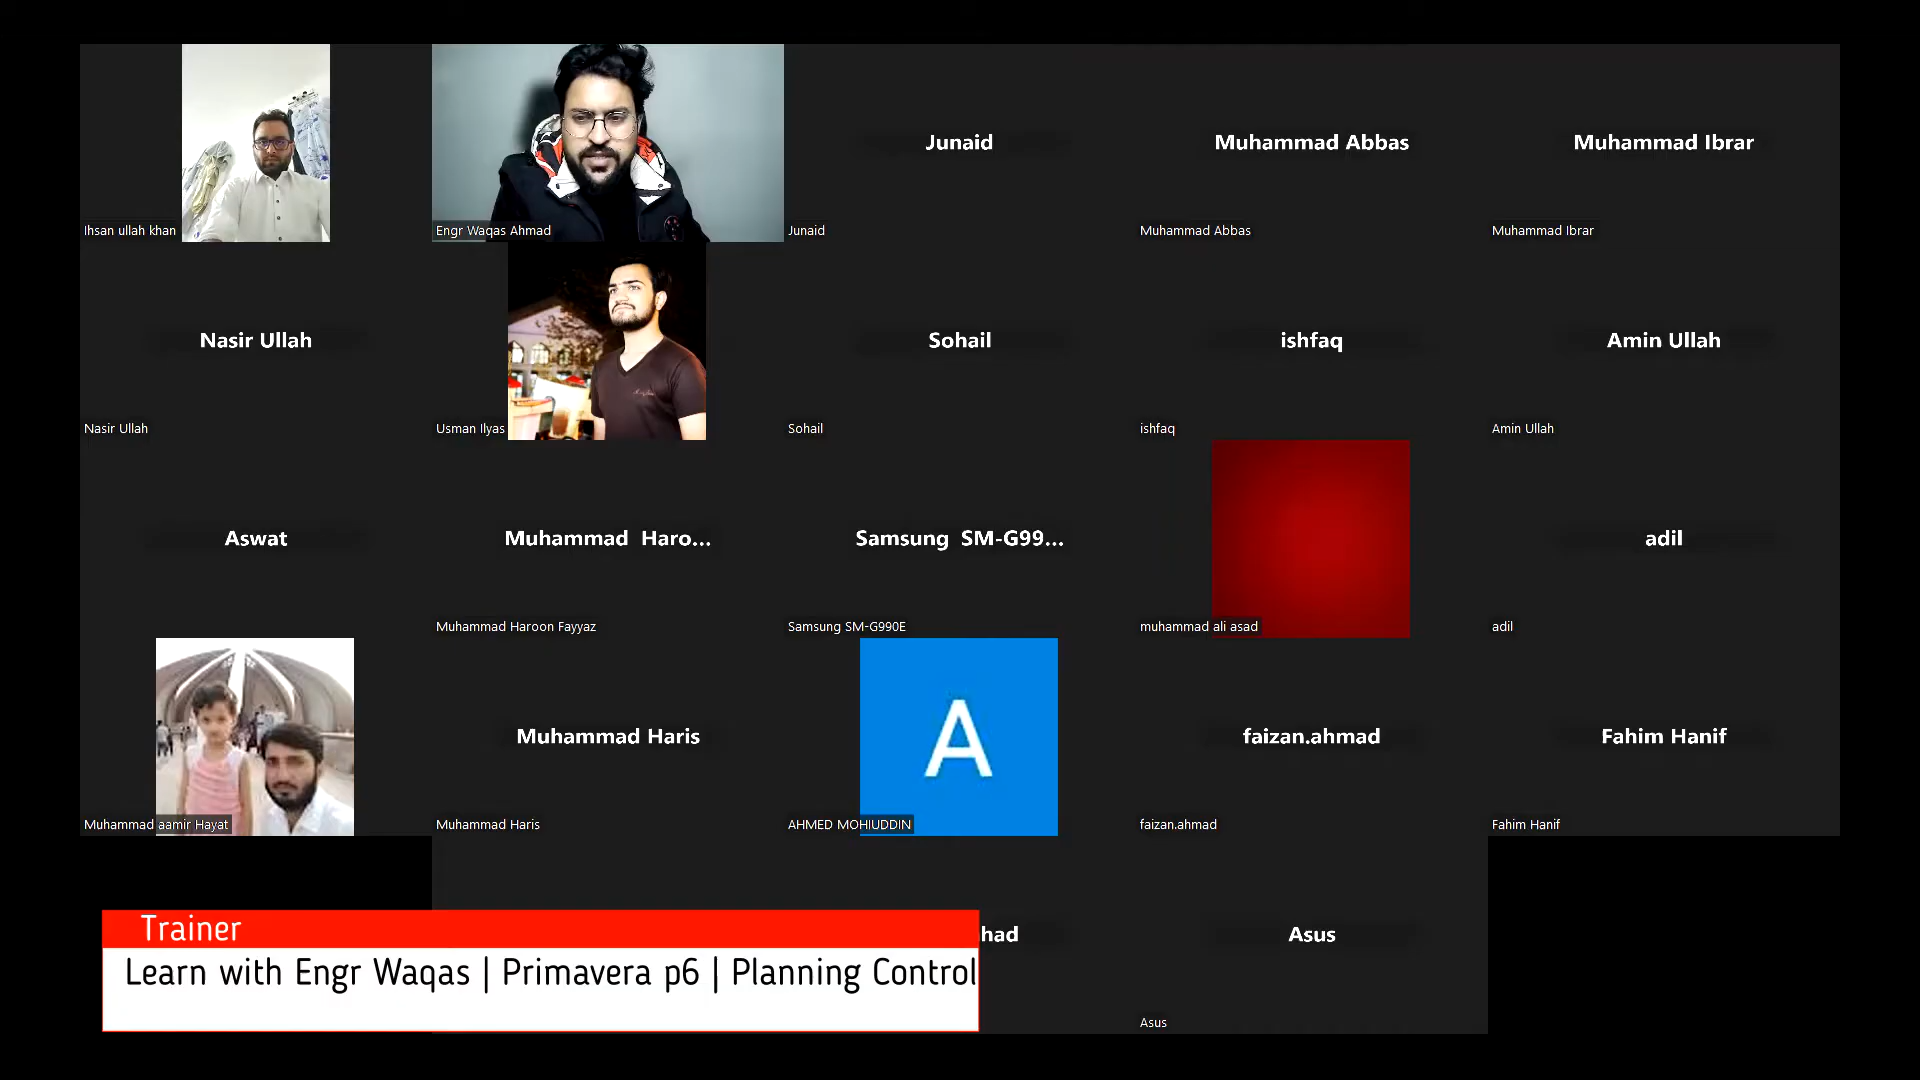 Ihsan ullah khan
Engr Waqas Ahmad
Junaid
Junaid
Muhammad Abbas
Muhammad Abbas
Muhammad Ibrar
Muhammad Ibrar
Nasir Ullah
Nasir Ullah
Usman Ilyas
Sohail
Sohail
ishfaq
ishfaq
Amin Ullah
Amin Ullah
Aswat
Muhammad Haro...
Muhammad Haroon Fayyaz
Samsung SM-G99...
Samsung SM-G990E
muhammad ali asad
adil
adil
Muhammad aamir Hayat
Muhammad Haris
Muhammad Haris
A
AHMED MOHIUDDIN
faizan.ahmad
faizan.ahmad
Fahim Hanif
Fahim Hanif
Trainer
Learn with Engr Waqas | Primavera p6 | Planning Control
Asus
Asus